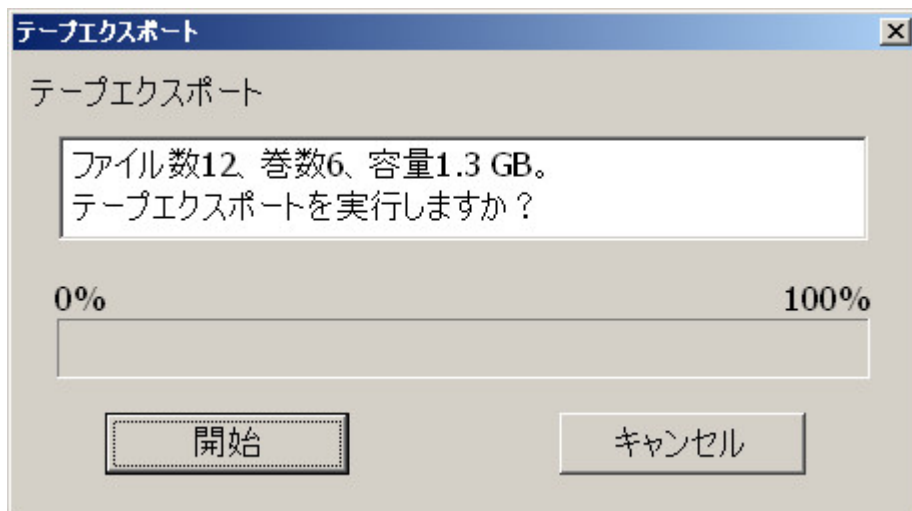 テープエクスポート
テープエクスポート
ファイル数12、巻数6、容量1.3 GB。
テープエクスポートを実行しますか？
0% 100%
開始 キャンセル